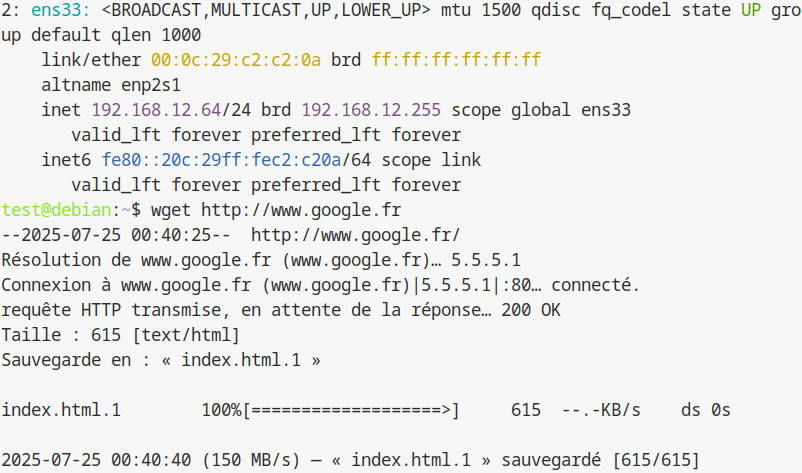 2: ens33: <BROADCAST,MULTICAST,UP,LOWER_UP> mtu 1500 qdisc fq_codel state UP gro
up default qlen 1000
    link/ether 00:0c:29:c2:c2:0a brd ff:ff:ff:ff:ff:ff
    altname enp2s1
    inet 192.168.12.64/24 brd 192.168.12.255 scope global ens33
       valid_lft forever preferred_lft forever
    inet6 fe80::20c:29ff:fec2:c20a/64 scope link
       valid_lft forever preferred_lft forever
test@debian:~$ wget http://www.google.fr
--2025-07-25 00:40:25--  http://www.google.fr/
Résolution de www.google.fr (www.google.fr)… 5.5.5.1
Connexion à www.google.fr (www.google.fr)|5.5.5.1|:80… connecté.
requête HTTP transmise, en attente de la réponse… 200 OK
Taille : 615 [text/html]
Sauvegarde en : « index.html.1 »
index.html.1        100%[===================>]     615  --.-KB/s    ds 0s
2025-07-25 00:40:40 (150 MB/s) — « index.html.1 » sauvegardé [615/615]